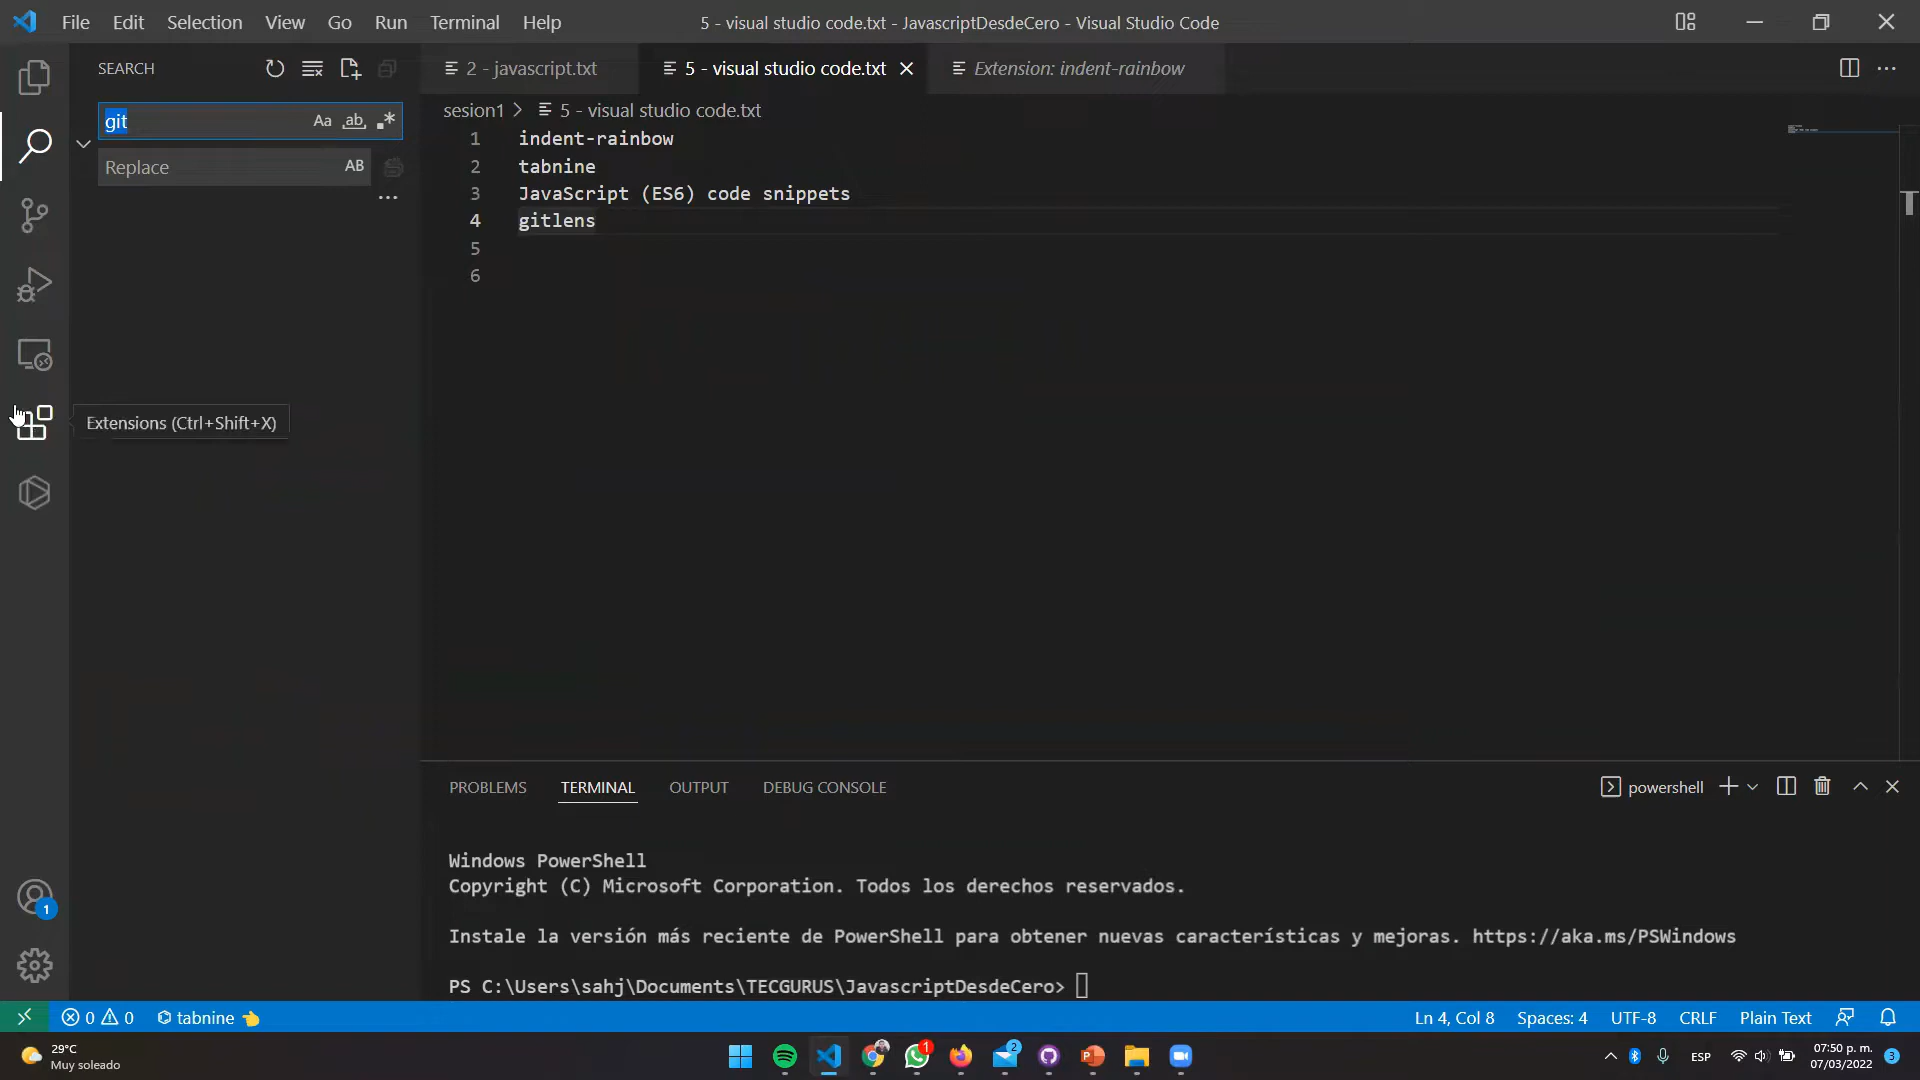 File Edit Selection View Go Run Terminal Help
5 - visual studio code.txt - JavascriptDesdeCero - Visual Studio Code
SEARCH
git
Aa
ab
Replace
AB
2 - javascript.txt
5 - visual studio code.txt
Extension: indent-rainbow
sesion1 > 5 - visual studio code.txt
1 indent-rainbow
2 tabnine
3 JavaScript (ES6) code snippets
4 gitlens
5
6
Extensions (Ctrl+Shift+X)
PROBLEMS TERMINAL OUTPUT DEBUG CONSOLE
powershell
Windows PowerShell
Copyright (C) Microsoft Corporation. Todos los derechos reservados.
Instale la versión más reciente de PowerShell para obtener nuevas características y mejoras. https://aka.ms/PSWindows
PS C:\Users\sahj\Documents\TECGURUS\JavascriptDesdeCero>
1
0 0 tabnine
Ln 4, Col 8 Spaces: 4 UTF-8 CRLF Plain Text
29°C
Muy soleado
1
2
ESP
07:50 p. m.
07/03/2022
3